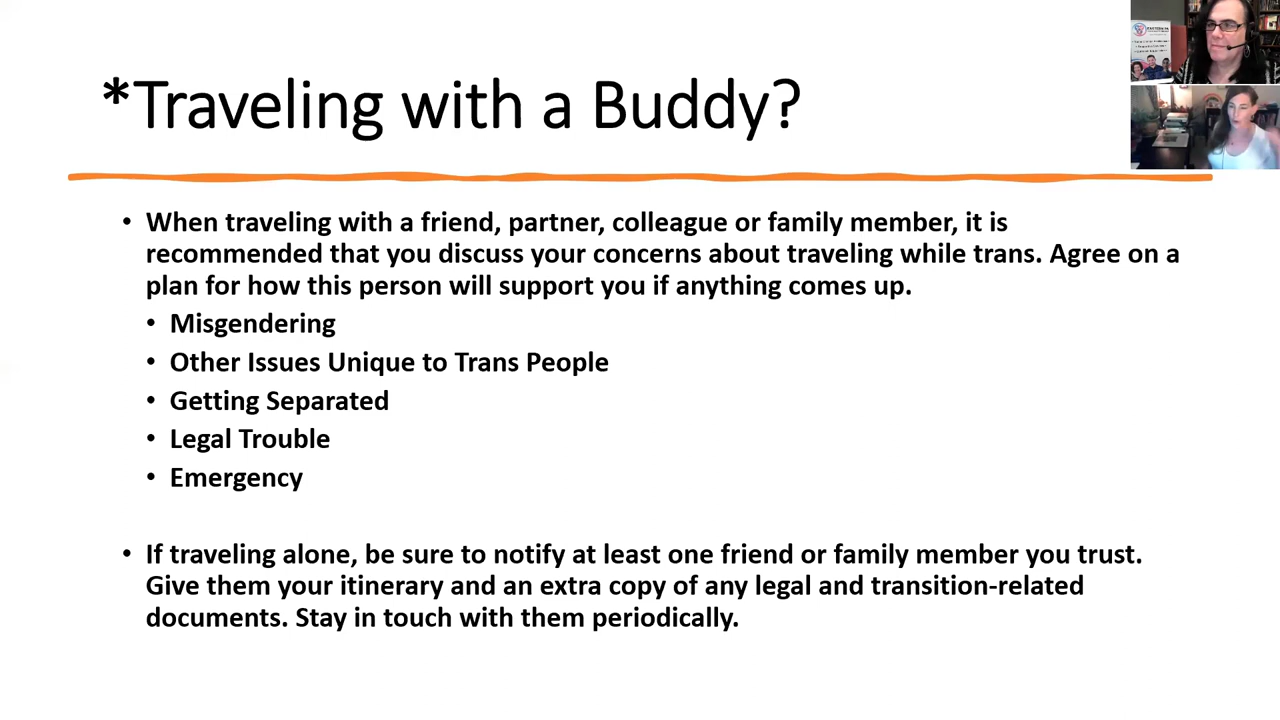 *Traveling with a Buddy?
• When traveling with a friend, partner, colleague or family member, it is
recommended that you discuss your concerns about traveling while trans. Agree on a
plan for how this person will support you if anything comes up.
• Misgendering
• Other Issues Unique to Trans People
• Getting Separated
• Legal Trouble
• Emergency
• If traveling alone, be sure to notify at least one friend or family member you trust.
Give them your itinerary and an extra copy of any legal and transition-related
documents. Stay in touch with them periodically.